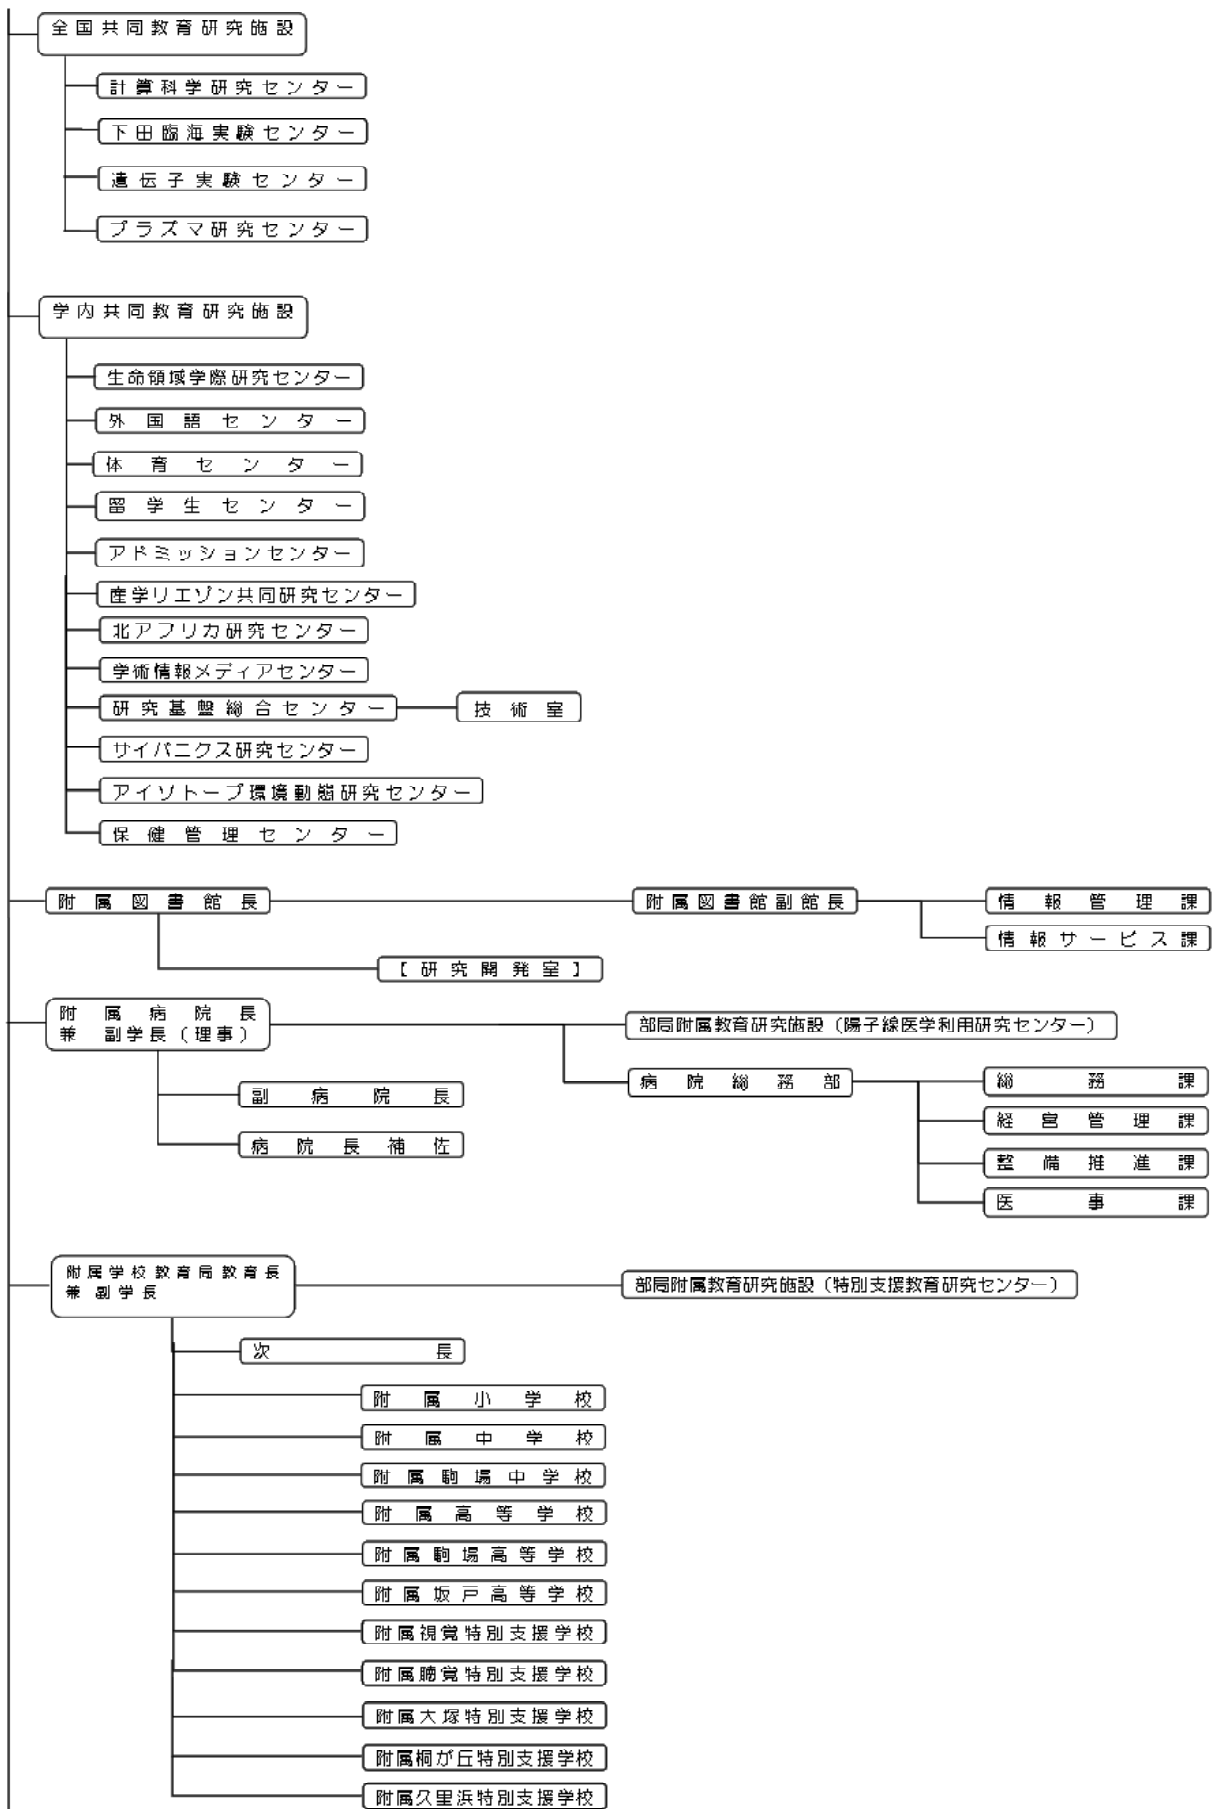 全国共同教育研究施設
計算科学研究センター
下田臨海実験センター
遺伝子実験センター
プラズマ研究センター
学内共同教育研究施設
生命領域学際研究センター
外国語センター
体育センター
留学生センター
アドミッションセンター
産学リエゾン共同研究センター
北アフリカ研究センター
学術情報メディアセンター
研究基盤総合センター 技術室
サイバニクス研究センター
アイソトープ環境動態研究センター
保健管理センター
附属図書館長 附属図書館副館長 情報管理課
情報サービス課
【研究開発室】
附属病院長
兼 副学長（理事）
部局附属教育研究施設（陽子線医学利用研究センター）
病院総務部 総務課
副病院長
経営管理課
病院長補佐
整備推進課
医事課
附属学校教育局教育長
兼 副学長
部局附属教育研究施設（特別支援教育研究センター）
次長
附属小学校
附属中学校
附属駒場中学校
附属高等学校
附属駒場高等学校
附属坂戸高等学校
附属視覚特別支援学校
附属聴覚特別支援学校
附属大塚特別支援学校
附属桐が丘特別支援学校
附属久里浜特別支援学校